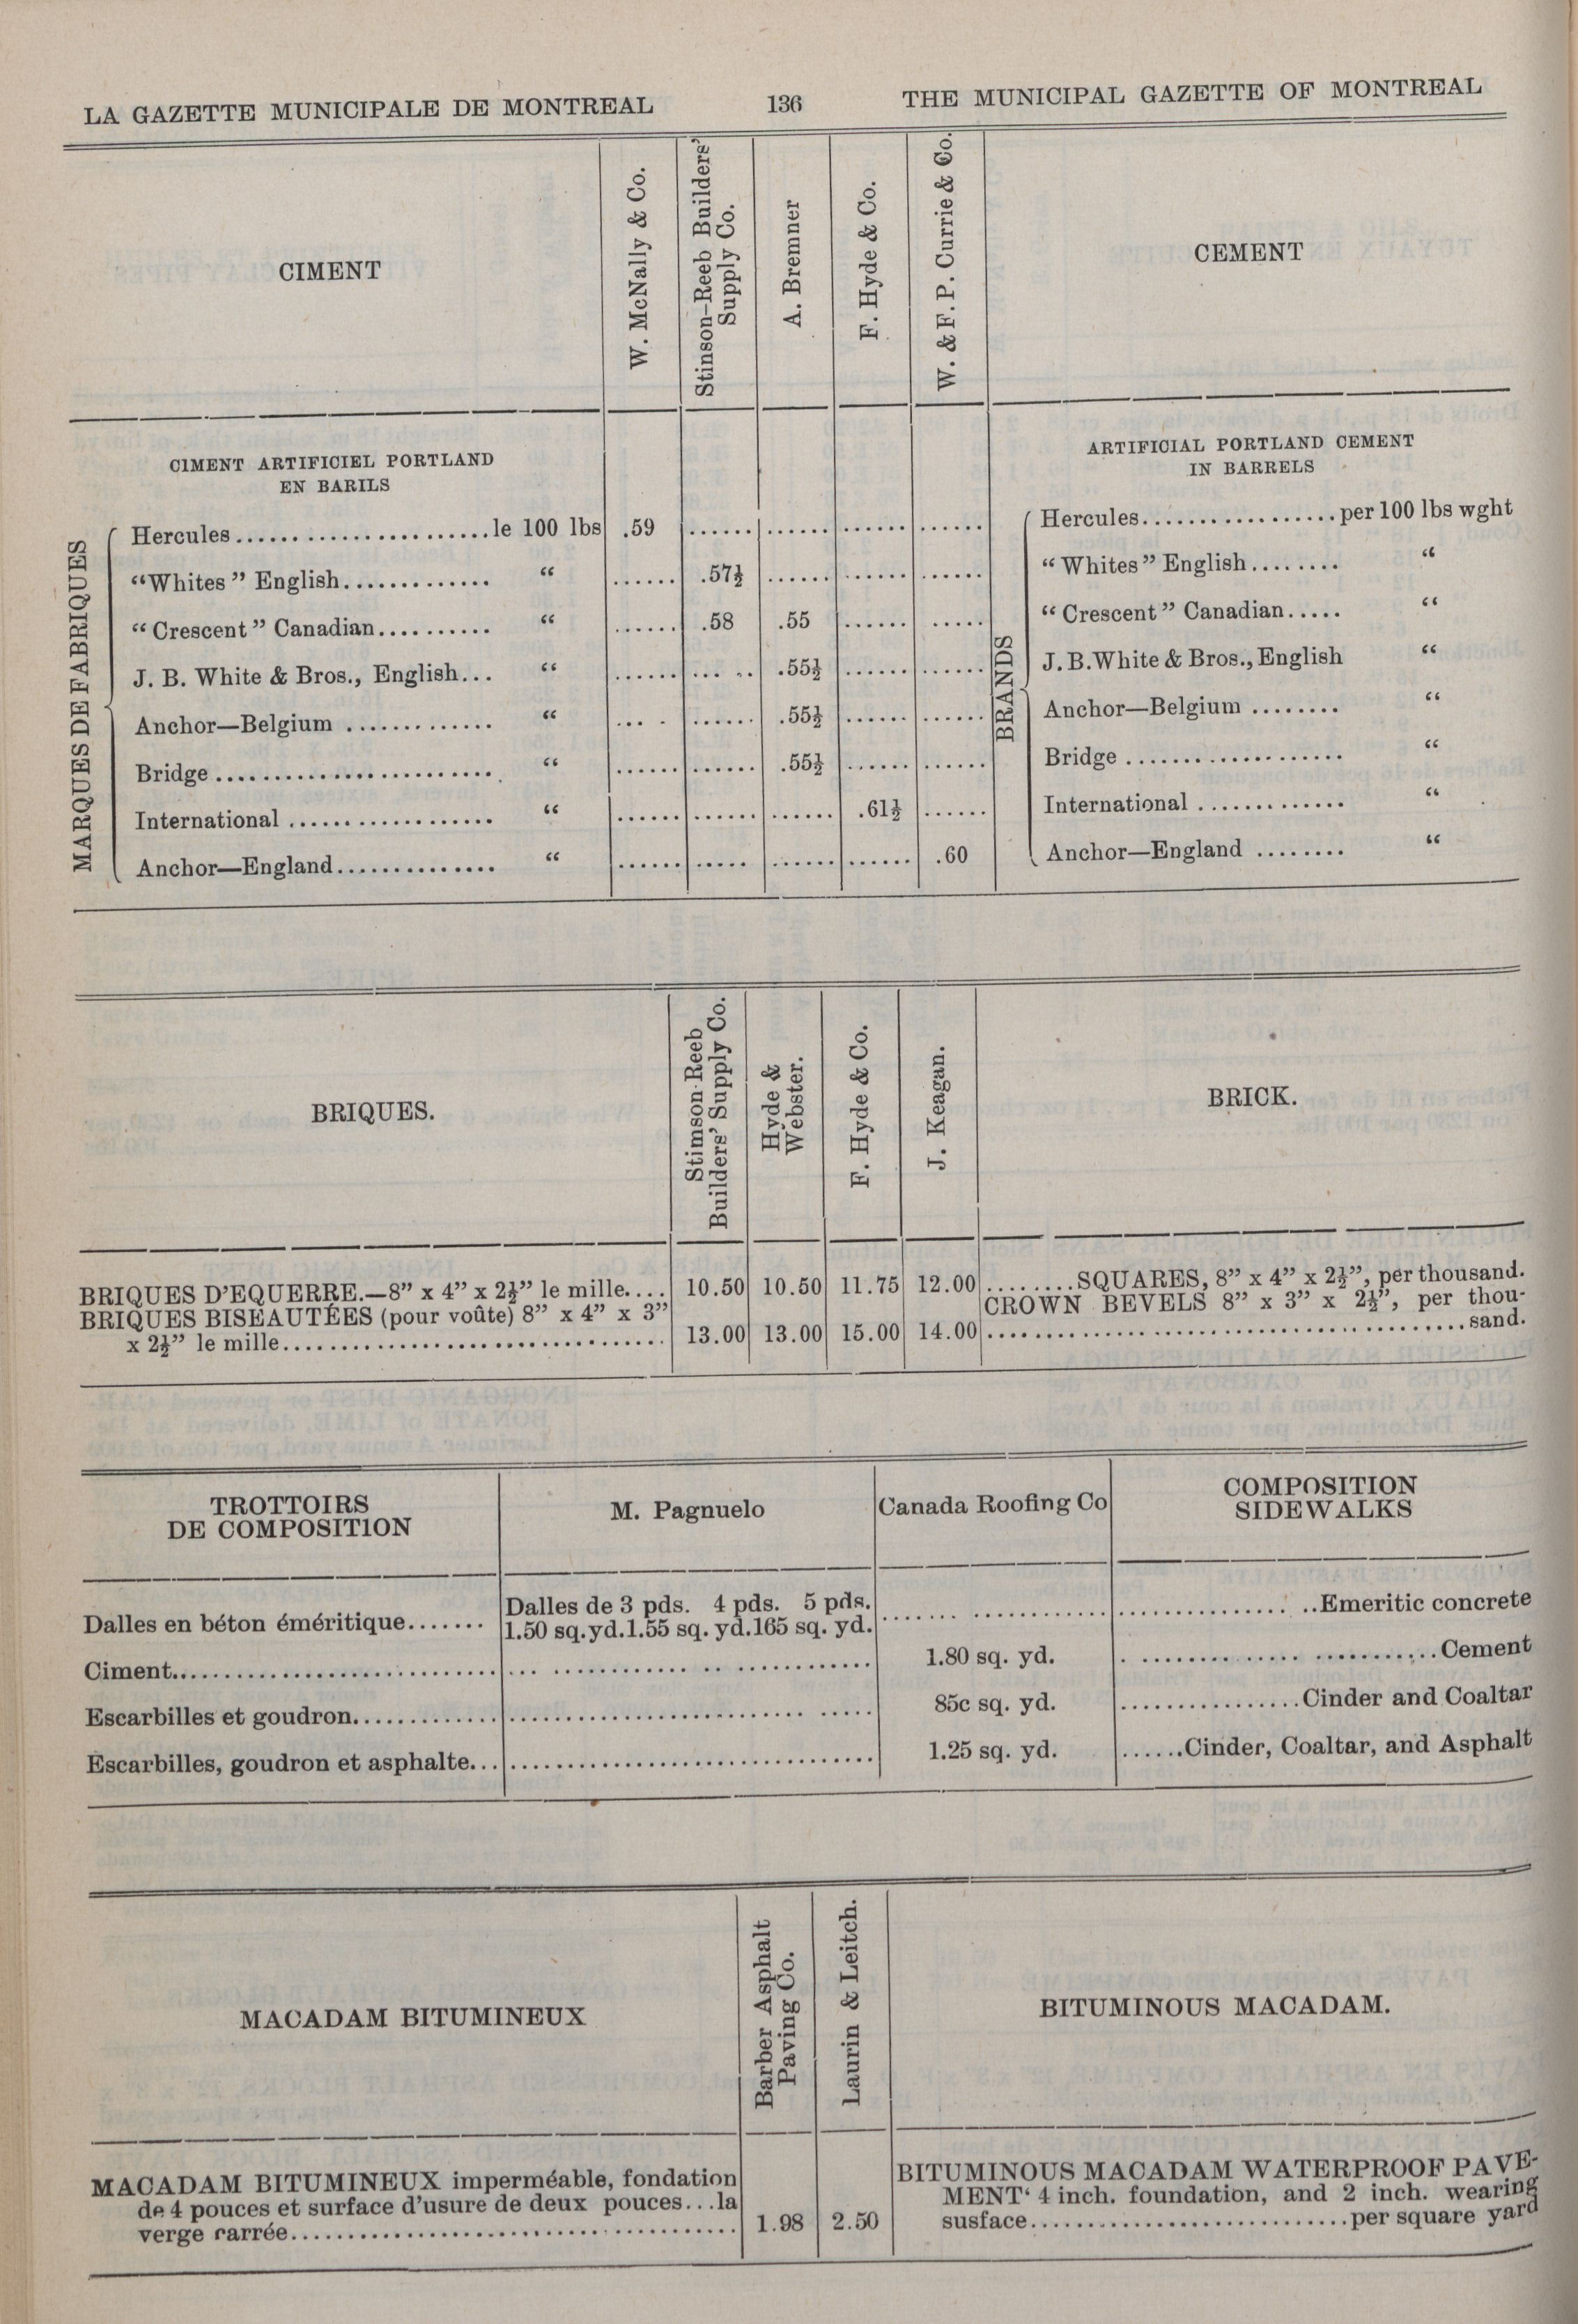 LA GAZETTE MUNICIPALE DE MONTREAL 136 THE MUNICIPAL GAZETTE OF MONTREAL
CIMENT
W. McNally & Co.
Stinson-Reeb Builders'
Supply Co.
A. Bremner
F. Hyde & Co.
W. & F. P. Currie & Co.
CEMENT
CIMENT ARTIFICIEL PORTLAND
EN BARILS
ARTIFICIAL PORTLAND CEMENT
IN BARRELS
MARQUES DE FABRIQUES
BRANDS
Hercules........................le 100 lbs .59 ...... ...... ...... ...... Hercules.................per 100 lbs wght
“Whites” English............. “ ...... .57½ ...... ...... ...... “Whites” English........ “
“Crescent” Canadian.......... “ ...... .58 .55 ...... ..... “Crescent” Canadian..... “
J. B. White & Bros., English... “ ...... ... .. .55½ ...... ...... J. B. White & Bros., English “
Anchor—Belgium ............. “ ... . ...... .55½ ...... ...... Anchor—Belgium ........ “
Bridge........................ “ ...... ...... .55½ ...... ...... Bridge ................... “
International .................. “ ...... ...... ...... .61½ ...... International ............. “
Anchor—England.............. “ ...... ..... ...... ...... .60 Anchor—England ........ “
BRIQUES.
Stimson-Reeb
Builders' Supply Co.
Hyde &
Webster.
F. Hyde & Co.
J. Keagan.
BRICK.
BRIQUES D'EQUERRE.—8” x 4” x 2½” le mille.... 10.50 10.50 11.75 12.00 ........SQUARES, 8” x 4” x 2½”, per thousand.
BRIQUES BISEAUTÉES (pour voûte) 8” x 4” x 3” CROWN BEVELS 8” x 3” x 2½”, per thou-
x 2½” le mille................................. 13.00 13.00 15.00 14.00 .........................................sand.
TROTTOIRS
DE COMPOSITION
M. Pagnuelo
Canada Roofing Co
COMPOSITION
SIDEWALKS
Dalles de 3 pds. 4 pds. 5 pds.
Dalles en béton éméritique....... 1.50 sq.yd.1.55 sq. yd.165 sq. yd. ....... ............ ............... ..Emeritic concrete
Ciment............................ ... ............ .. ............ 1.80 sq. yd. . .............. ...........Cement
Escarbilles et goudron............. .......................... ..... 85c sq. yd. ................Cinder and Coaltar
Escarbilles, goudron et asphalte... ................................ 1.25 sq. yd. ......Cinder, Coaltar, and Asphalt
MACADAM BITUMINEUX
Barber Asphalt
Paving Co.
Laurin & Leitch.
BITUMINOUS MACADAM.
MACADAM BITUMINEUX imperméable, fondation BITUMINOUS MACADAM WATERPROOF PAVE-
de 4 pouces et surface d'usure de deux pouces...la MENT‘ 4 inch. foundation, and 2 inch. wearing
verge carrée....................................... 1.98 2.50 susface............................per square yard